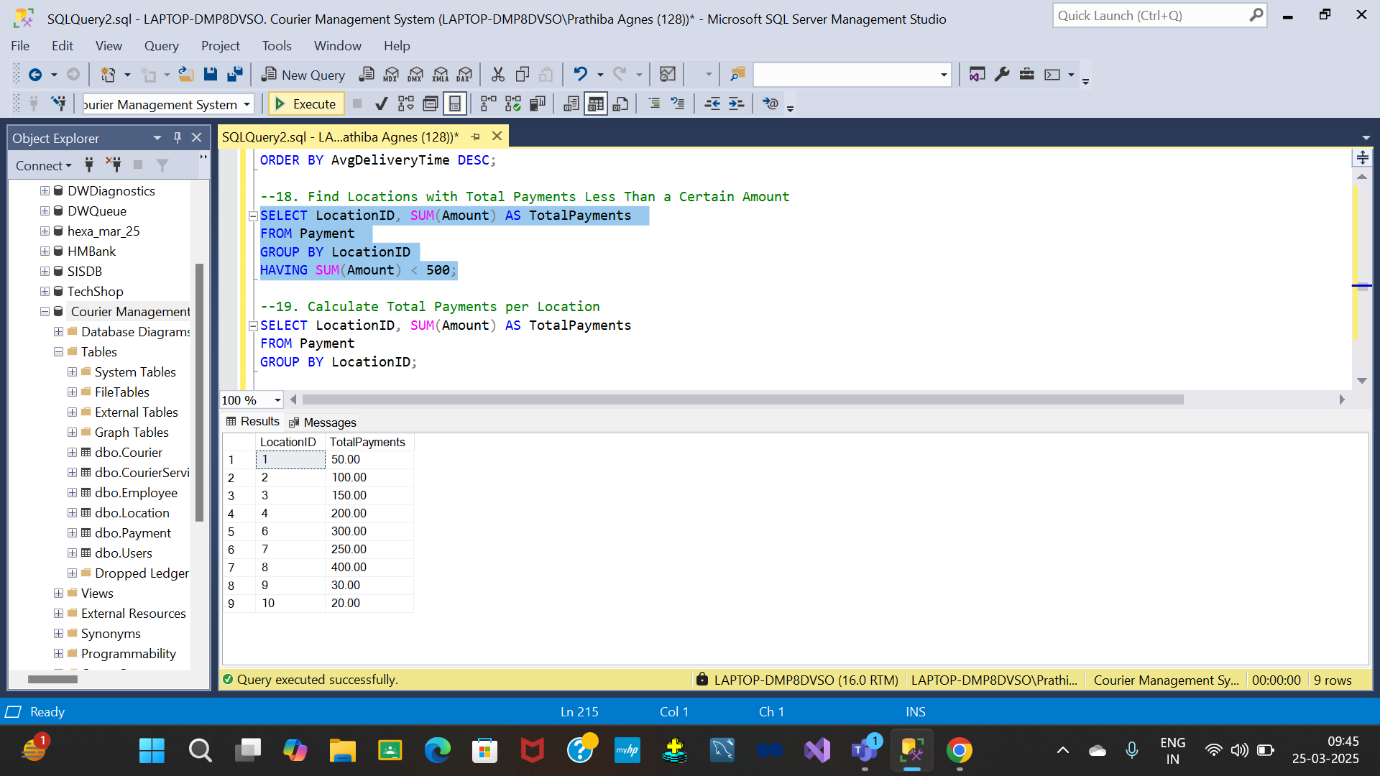 SQLQuery2.sql - LAPTOP-DMP8DVSO. Courier Management System (LAPTOP-DMP8DVSO\Prathiba Agnes (128))* - Microsoft SQL Server Management Studio
Quick Launch (Ctrl+Q)
File Edit View Query Project Tools Window Help
New Query MDX DMX XMLA DAX
ourier Management System Execute
Object Explorer
SQLQuery2.sql - LA...athiba Agnes (128))*
Connect
DWDiagnostics
DWQueue
hexa_mar_25
HMBank
SISDB
TechShop
Courier Management
Database Diagrams
Tables
System Tables
FileTables
External Tables
Graph Tables
dbo.Courier
dbo.CourierServi
dbo.Employee
dbo.Location
dbo.Payment
dbo.Users
Dropped Ledger
Views
External Resources
Synonyms
Programmability
ORDER BY AvgDeliveryTime DESC;
--18. Find Locations with Total Payments Less Than a Certain Amount
SELECT LocationID, SUM(Amount) AS TotalPayments
FROM Payment
GROUP BY LocationID
HAVING SUM(Amount) < 500;
--19. Calculate Total Payments per Location
SELECT LocationID, SUM(Amount) AS TotalPayments
FROM Payment
GROUP BY LocationID;
100 %
Results Messages
LocationID TotalPayments
1 1 50.00
2 2 100.00
3 3 150.00
4 4 200.00
5 6 300.00
6 7 250.00
7 8 400.00
8 9 30.00
9 10 20.00
Query executed successfully. LAPTOP-DMP8DVSO (16.0 RTM) LAPTOP-DMP8DVSO\Prathi... Courier Management Sy... 00:00:00 9 rows
Ready Ln 215 Col 1 Ch 1 INS
1
myhp
1
ENG
IN
09:45
25-03-2025